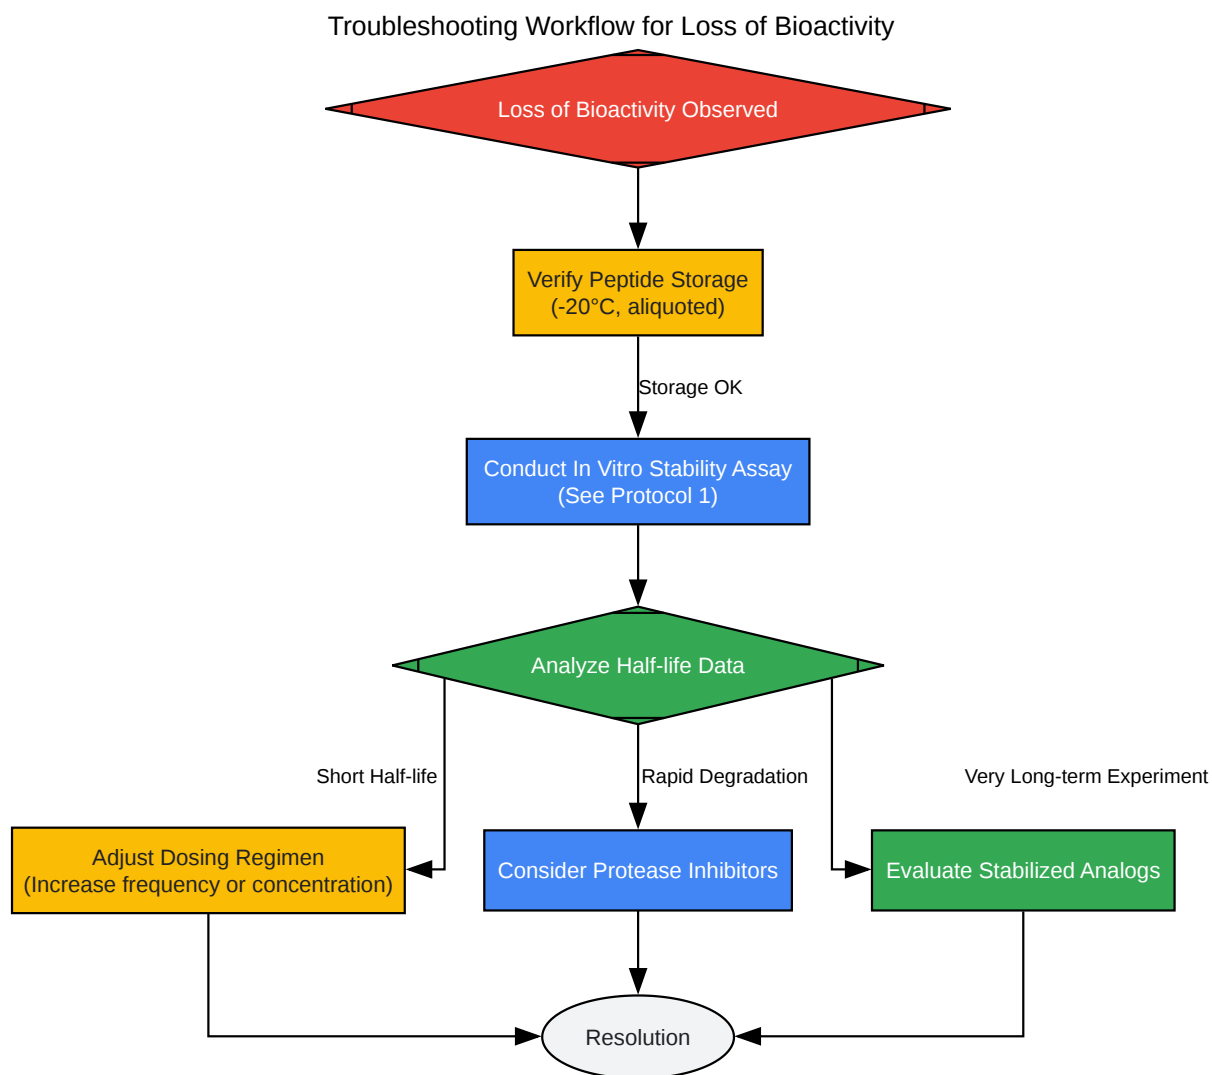 Troubleshooting Workflow for Loss of Bioactivity
Loss of Bioactivity Observed
Verify Peptide Storage
(-20°C, aliquoted)
Storage OK
Conduct In Vitro Stability Assay
(See Protocol 1)
Analyze Half-life Data
Short Half-life
Rapid Degradation
Very Long-term Experiment
Adjust Dosing Regimen
(Increase frequency or concentration)
Consider Protease Inhibitors
Evaluate Stabilized Analogs
Resolution